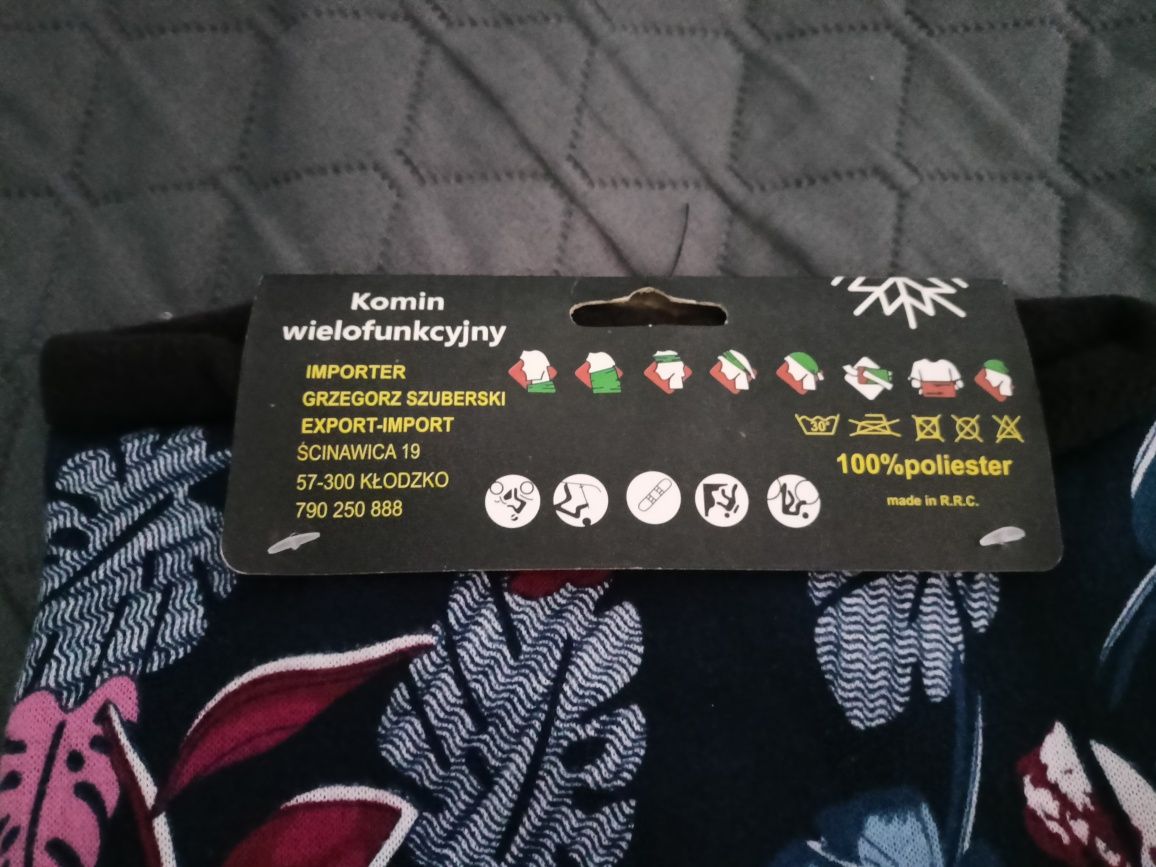 Komin
wielofunkcyjny
IMPORTER
GRZEGORZ SZUBERSKI
EXPORT-IMPORT
ŚCINAWICA 19
57-300 KŁODZKO
790 250 888
30°
100%poliester
made in R.R.C.